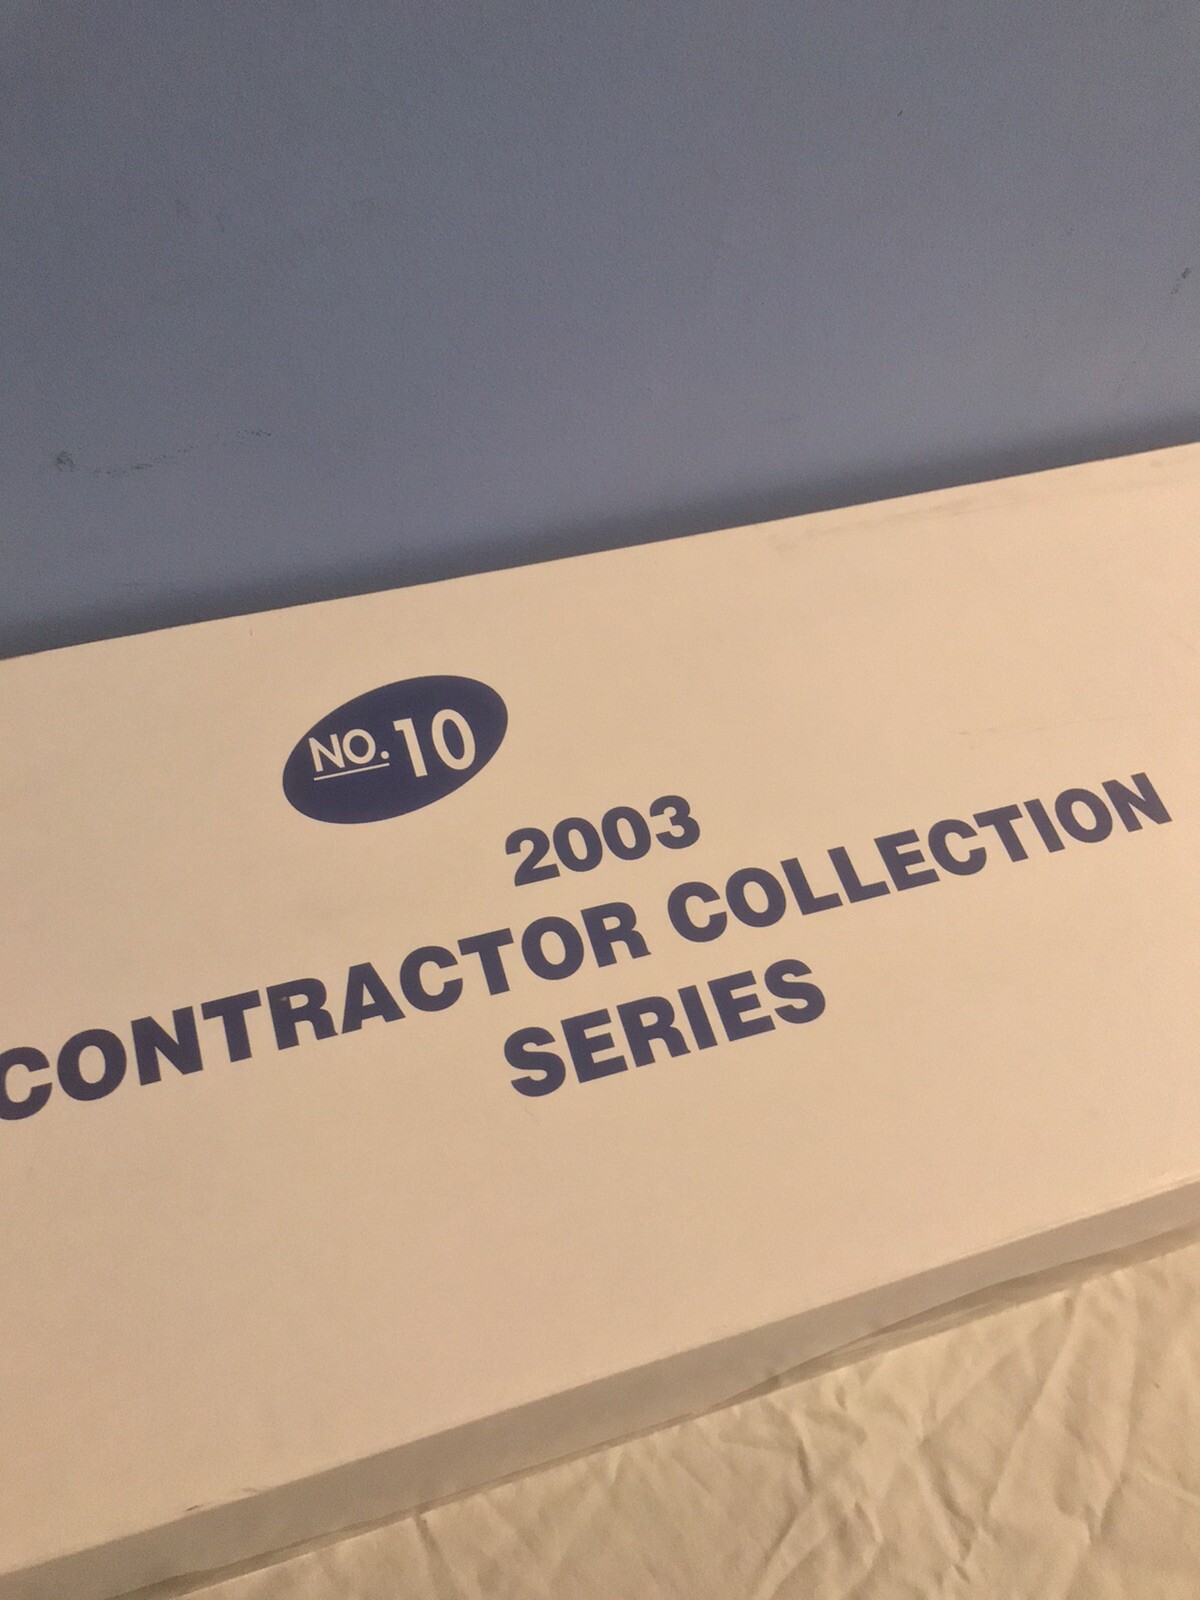 NO. 10
2003
CONTRACTOR COLLECTION
SERIES